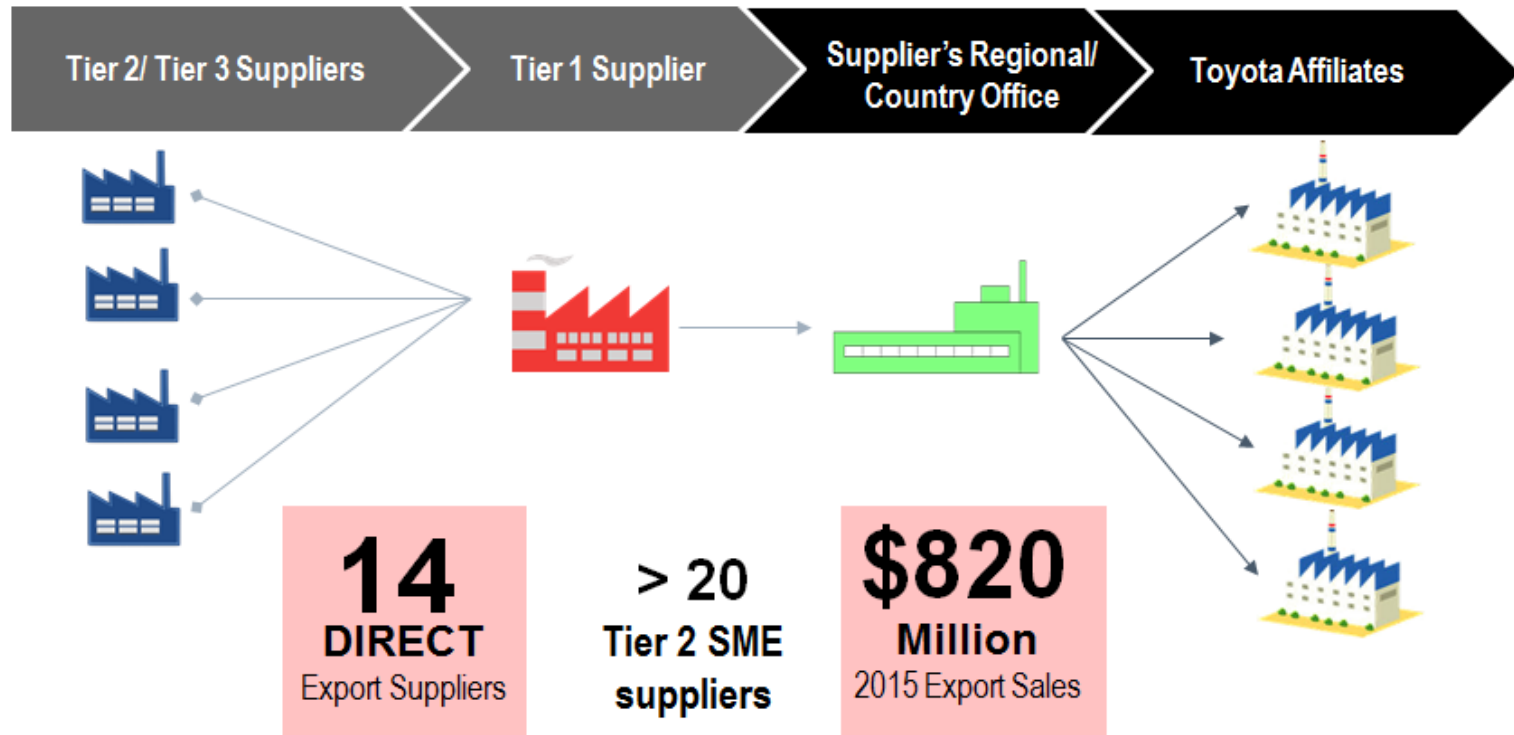 Tier 2/ Tier 3 Suppliers
Tier 1 Supplier
Supplier's Regional/
Country Office
Toyota Affiliates
14
DIRECT
Export Suppliers
> 20
Tier 2 SME
suppliers
$820
Million
2015 Export Sales